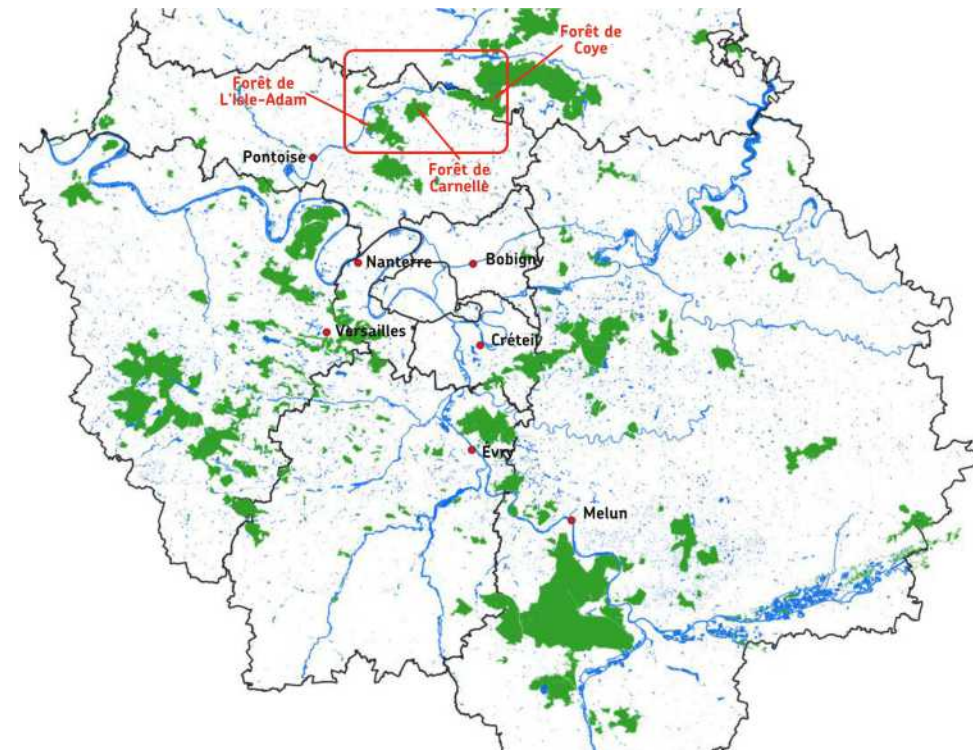 Forêt de
Coye
Forêt de
L'Isle-Adam
Pontoise
Forêt de
Carnelle
Nanterre
Bobigny
Versailles
Créteil
Évry
Melun